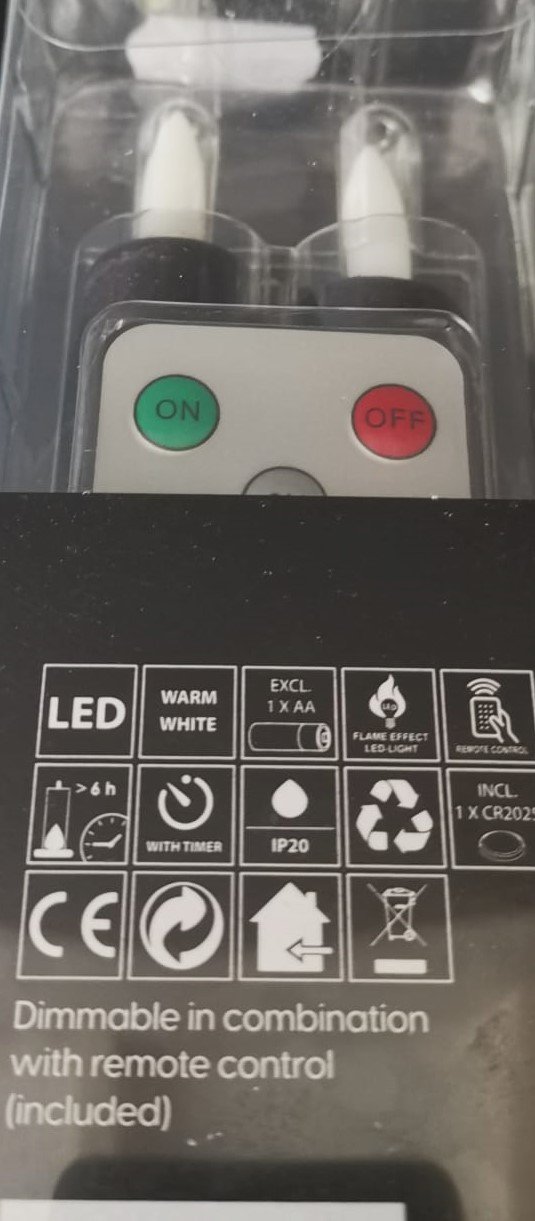 ON
OFF
LED
WARM
WHITE
EXCL.
1 X AA
LED
FLAME EFFECT
LED-LIGHT
REMOTE CONTROL
>6 h
WITH TIMER
IP20
INCL.
1 X CR2025
CE
Dimmable in combination
with remote control
(included)